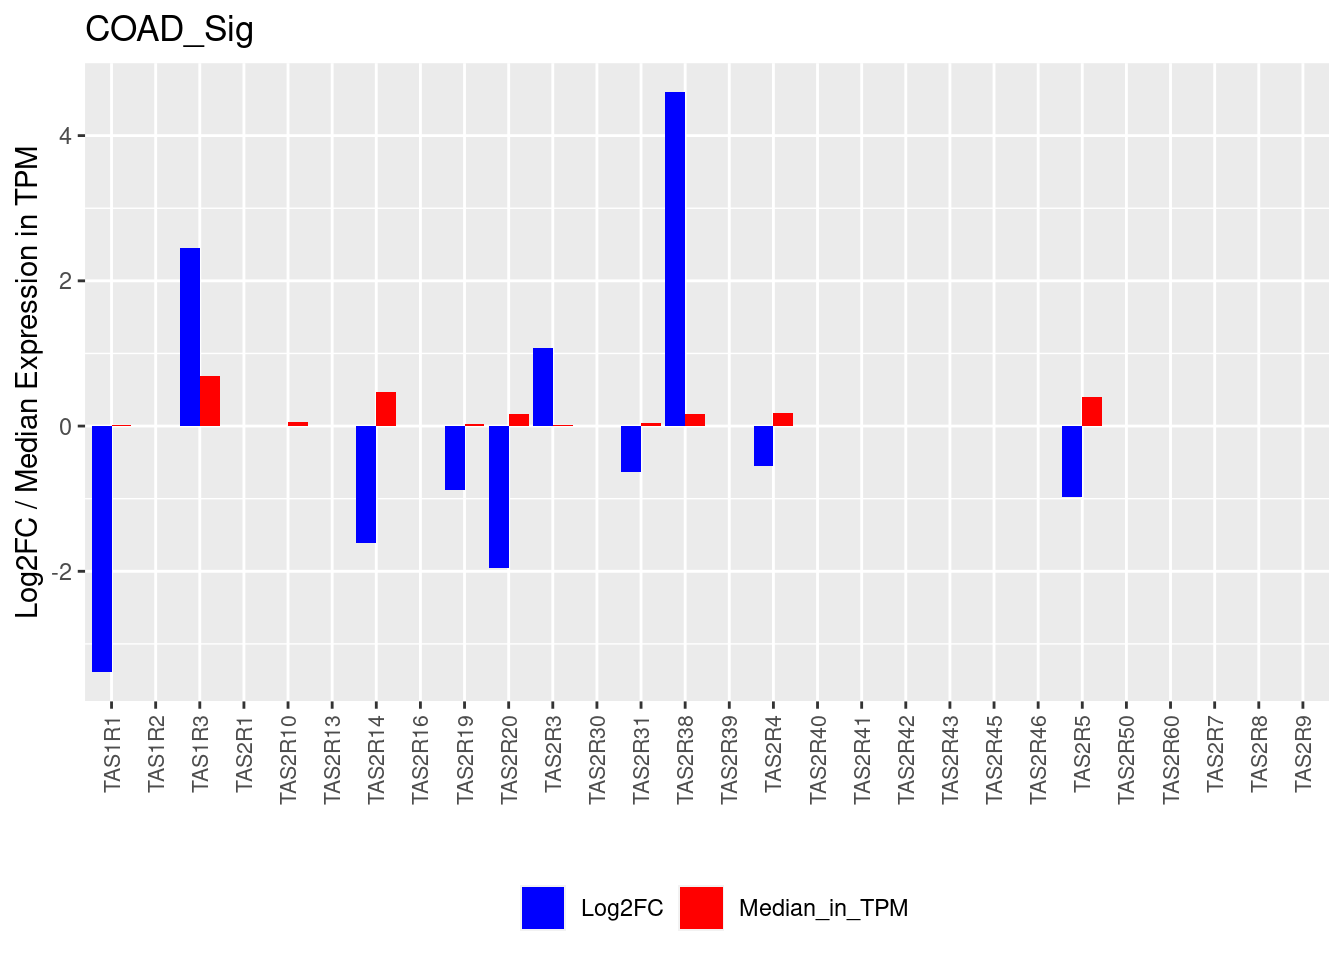 COAD_Sig
Log2FC / Median Expression in TPM
4
2
0
-2
TAS1R1
TAS1R2
TAS1R3
TAS2R1
TAS2R10
TAS2R13
TAS2R14
TAS2R16
TAS2R19
TAS2R20
TAS2R3
TAS2R30
TAS2R31
TAS2R38
TAS2R39
TAS2R4
TAS2R40
TAS2R41
TAS2R42
TAS2R43
TAS2R45
TAS2R46
TAS2R5
TAS2R50
TAS2R60
TAS2R7
TAS2R8
TAS2R9
Log2FC
Median_in_TPM